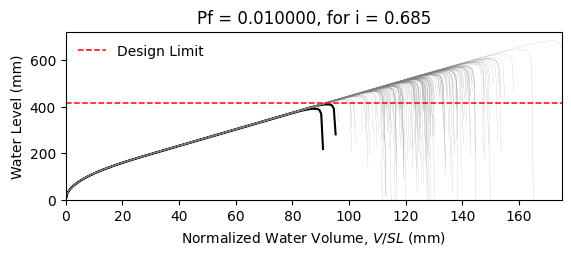 Pf = 0.010000, for i = 0.685
Design Limit
Water Level (mm)
600
400
200
0
0 20 40 60 80 100 120 140 160
Normalized Water Volume, V/SL (mm)